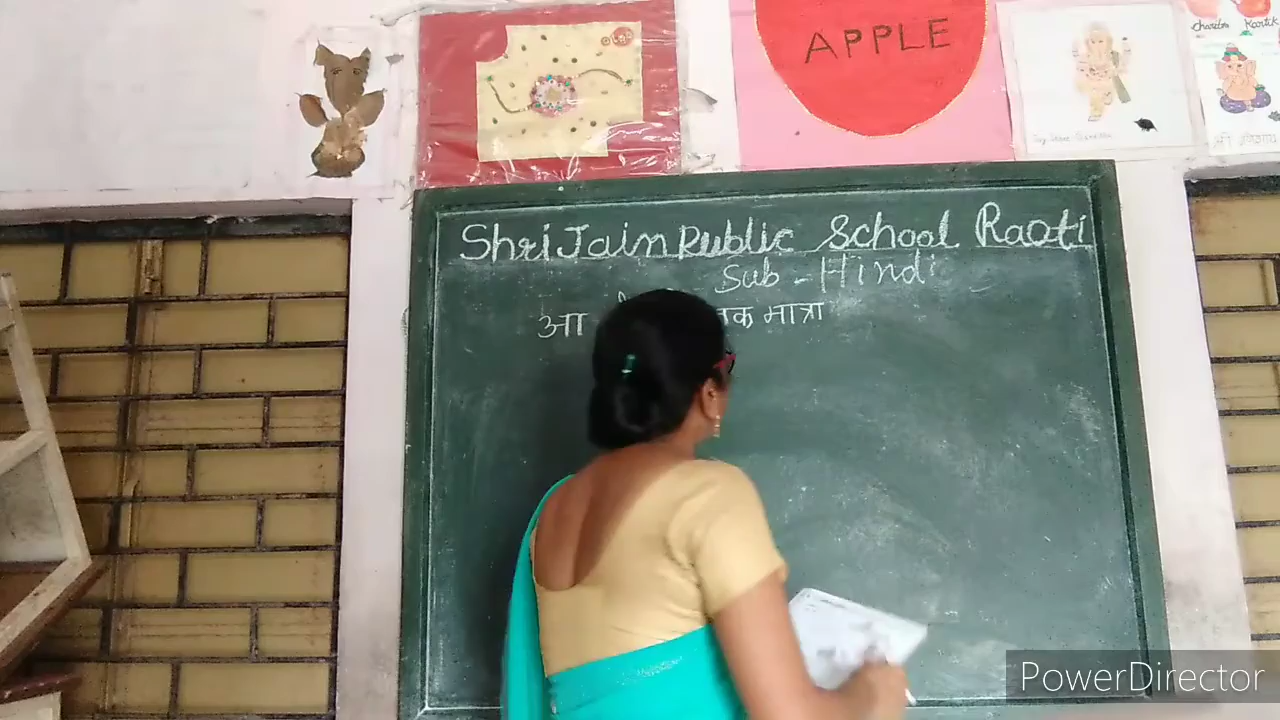 APPLE
Shri Jain Public School Raoti
Sub - Hindi
आ
मात्रा
PowerDirector